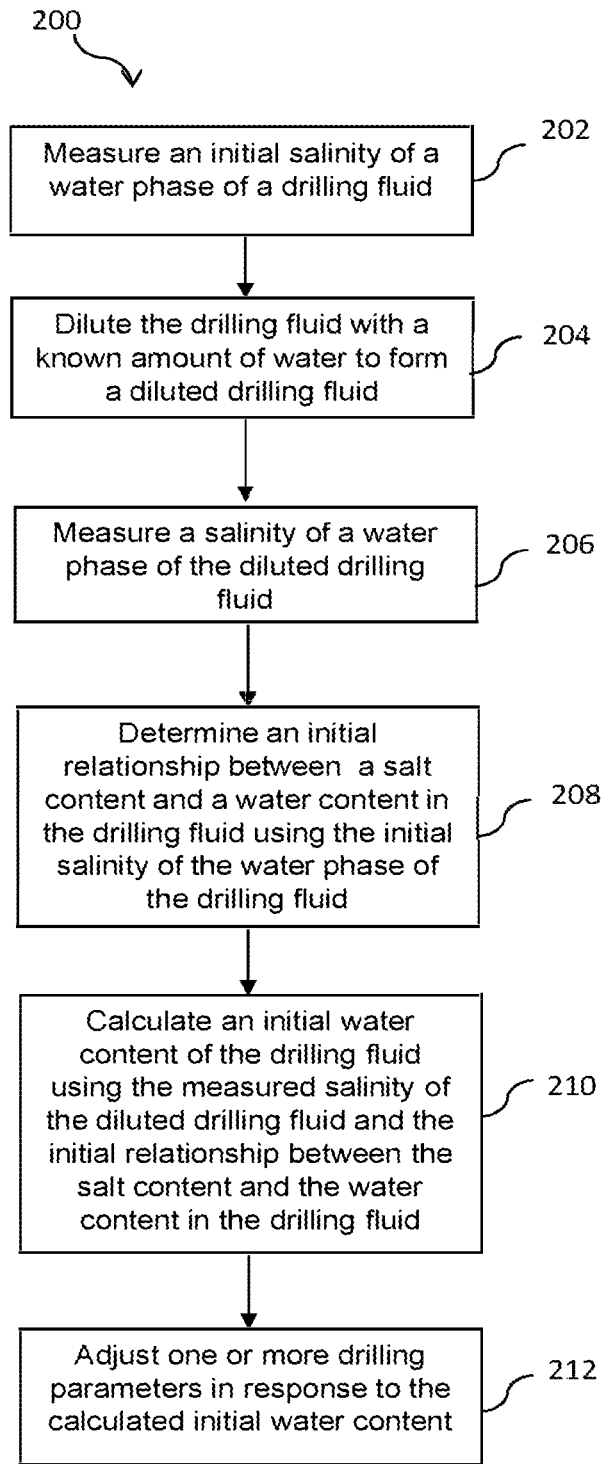 200
202
Measure an initial salinity of a
water phase of a drilling fluid
204
Dilute the drilling fluid with a
known amount of water to form
a diluted drilling fluid
206
Measure a salinity of a water
phase of the diluted drilling
fluid
208
Determine an initial
relationship between a salt
content and a water content in
the drilling fluid using the initial
salinity of the water phase of
the drilling fluid
210
Calculate an initial water
content of the drilling fluid
using the measured salinity of
the diluted drilling fluid and the
initial relationship between the
salt content and the water
content in the drilling fluid
212
Adjust one or more drilling
parameters in response to the
calculated initial water content